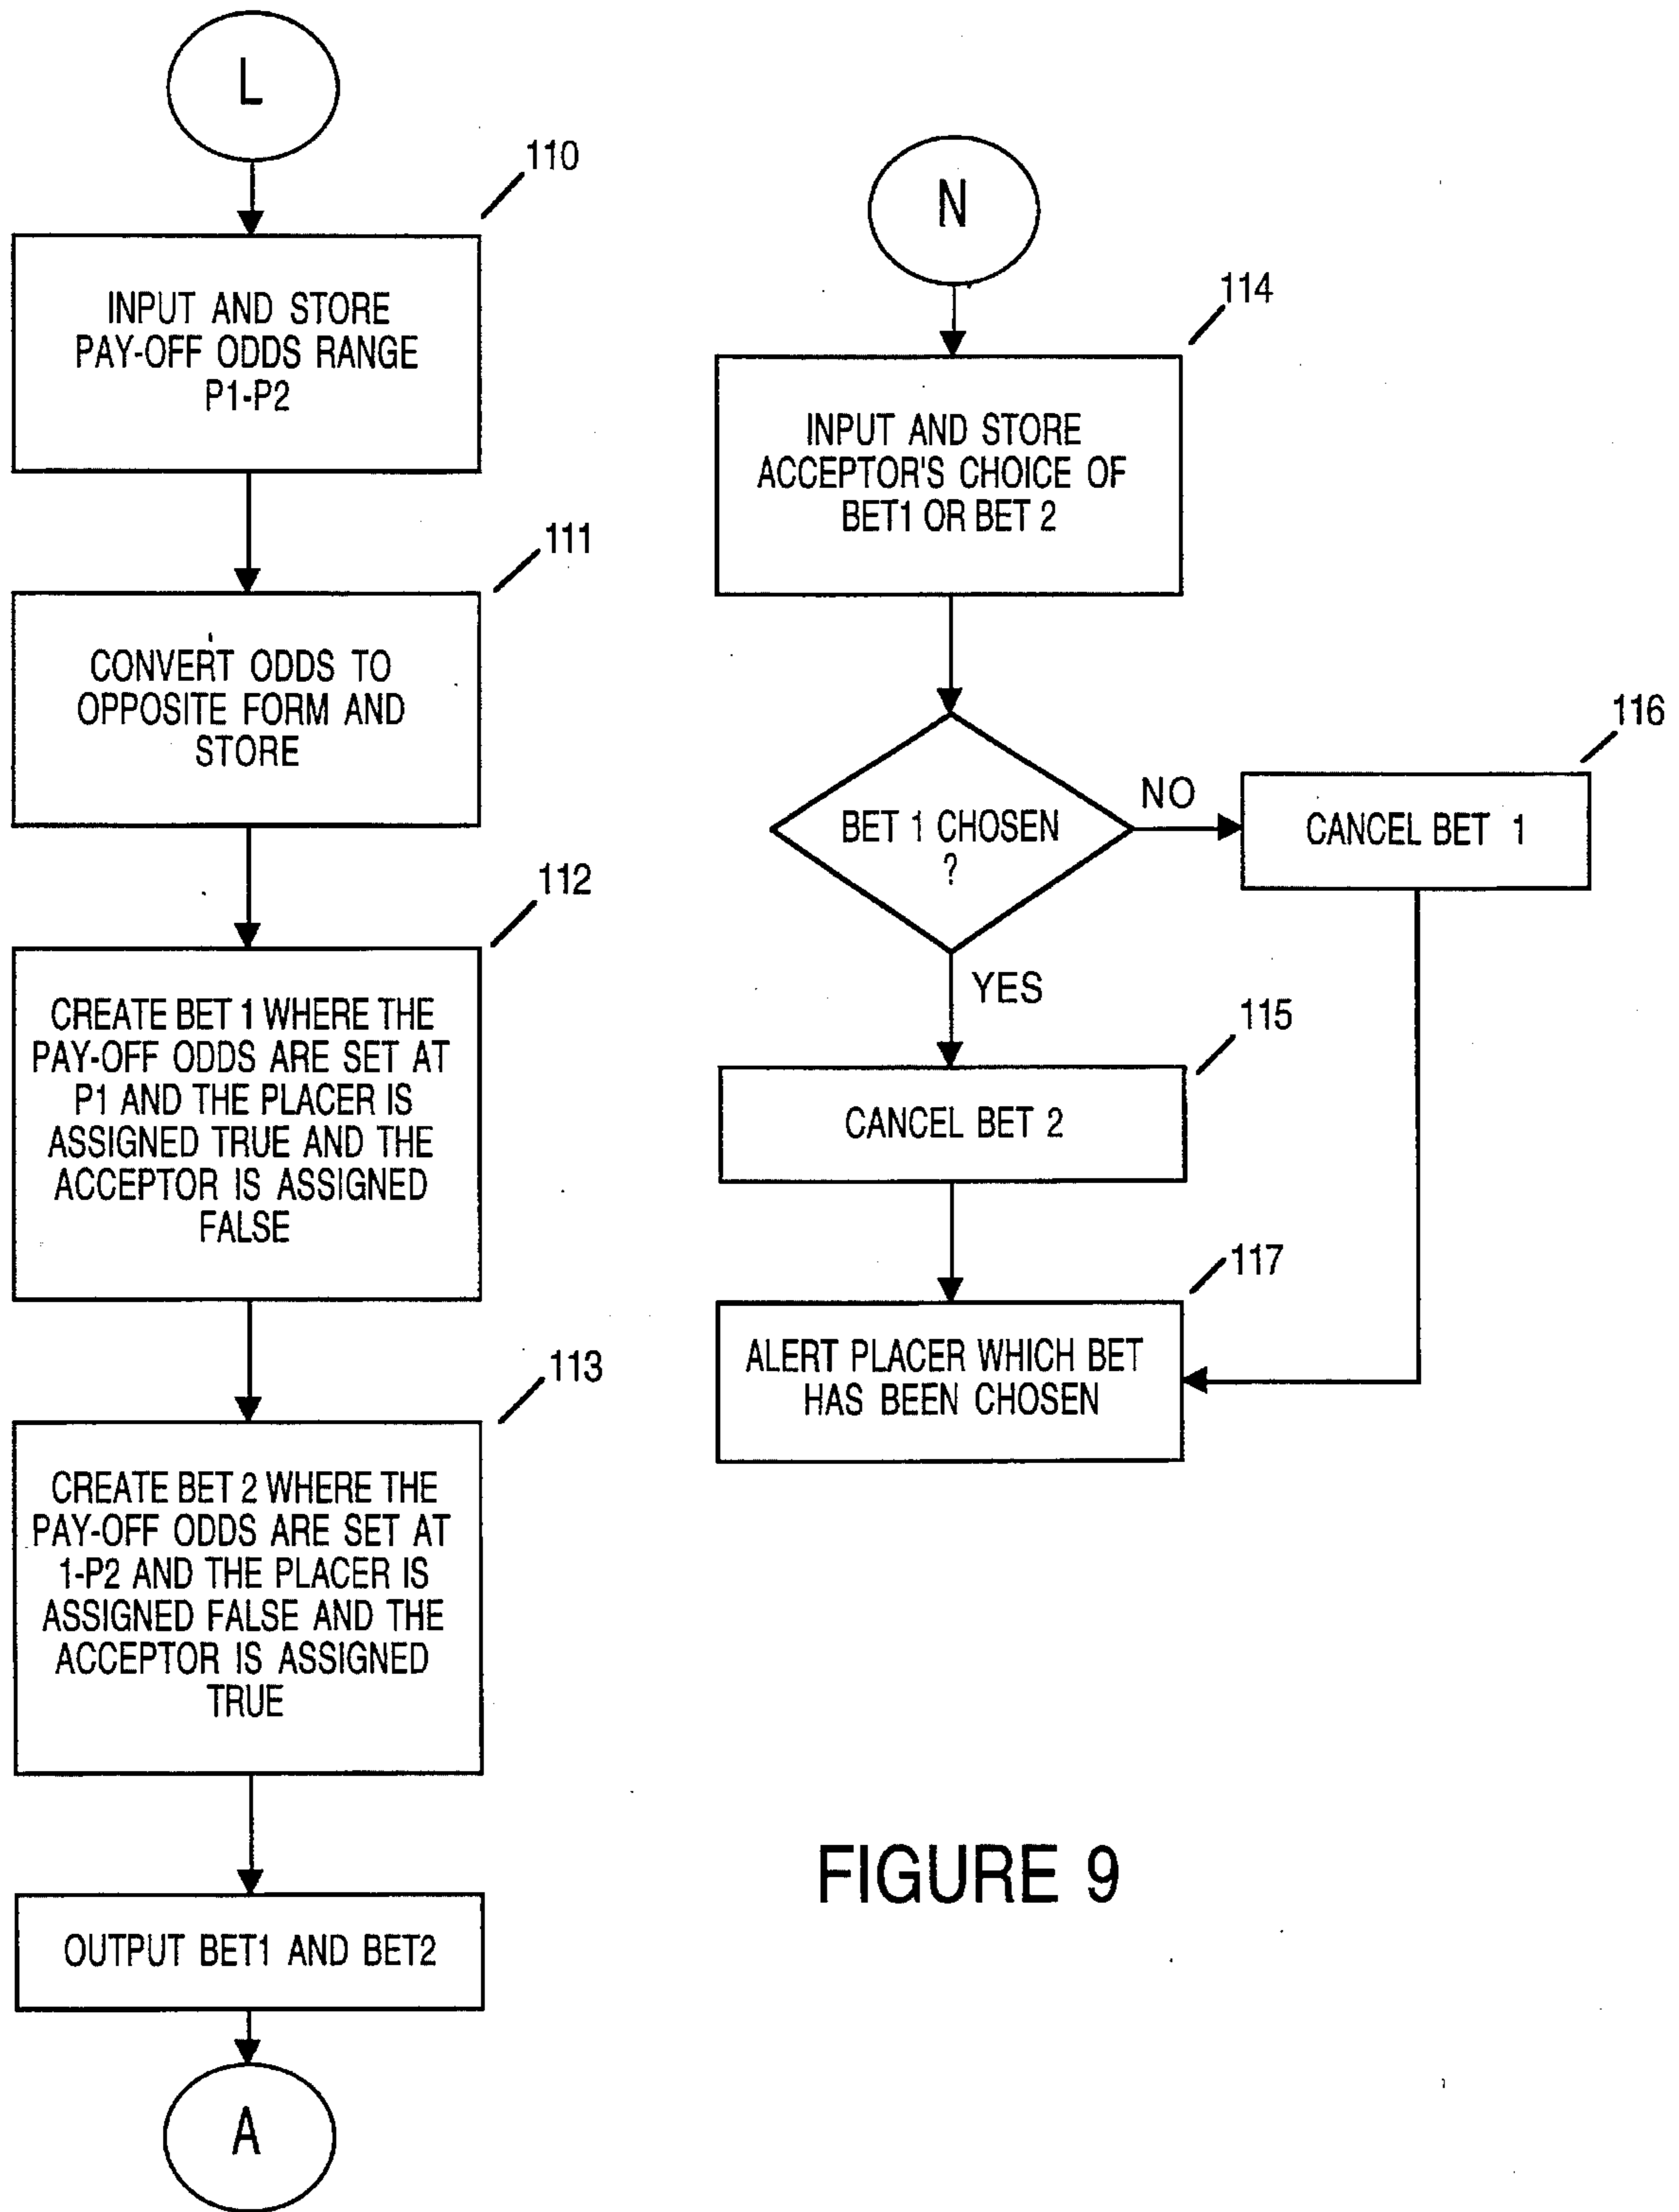 L
110
INPUT AND STORE
PAY-OFF ODDS RANGE
P1-P2
111
CONVERT ODDS TO
OPPOSITE FORM AND
STORE
112
CREATE BET 1 WHERE THE
PAY-OFF ODDS ARE SET AT
P1 AND THE PLACER IS
ASSIGNED TRUE AND THE
ACCEPTOR IS ASSIGNED
FALSE
113
CREATE BET 2 WHERE THE
PAY-OFF ODDS ARE SET AT
1-P2 AND THE PLACER IS
ASSIGNED FALSE AND THE
ACCEPTOR IS ASSIGNED
TRUE
OUTPUT BET1 AND BET2
A
N
114
INPUT AND STORE
ACCEPTOR'S CHOICE OF
BET1 OR BET 2
BET 1 CHOSEN
?
NO
116
CANCEL BET 1
YES
115
CANCEL BET 2
117
ALERT PLACER WHICH BET
HAS BEEN CHOSEN
FIGURE 9